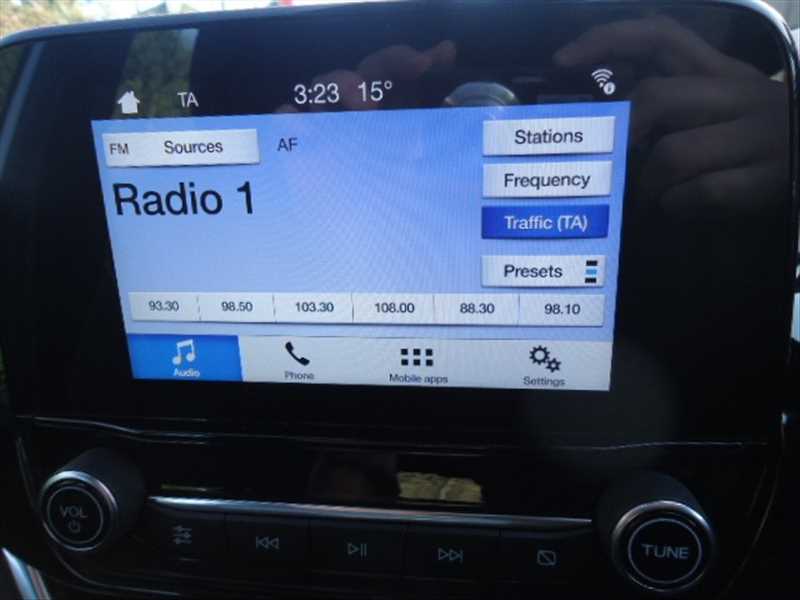 TA 3:23 15°
FM Sources AF Stations
Frequency
Radio 1
Traffic (TA)
Presets
93.30 98.50 103.30 108.00 88.30 98.10
Audio Phone Mobile apps Settings
VOL TUNE